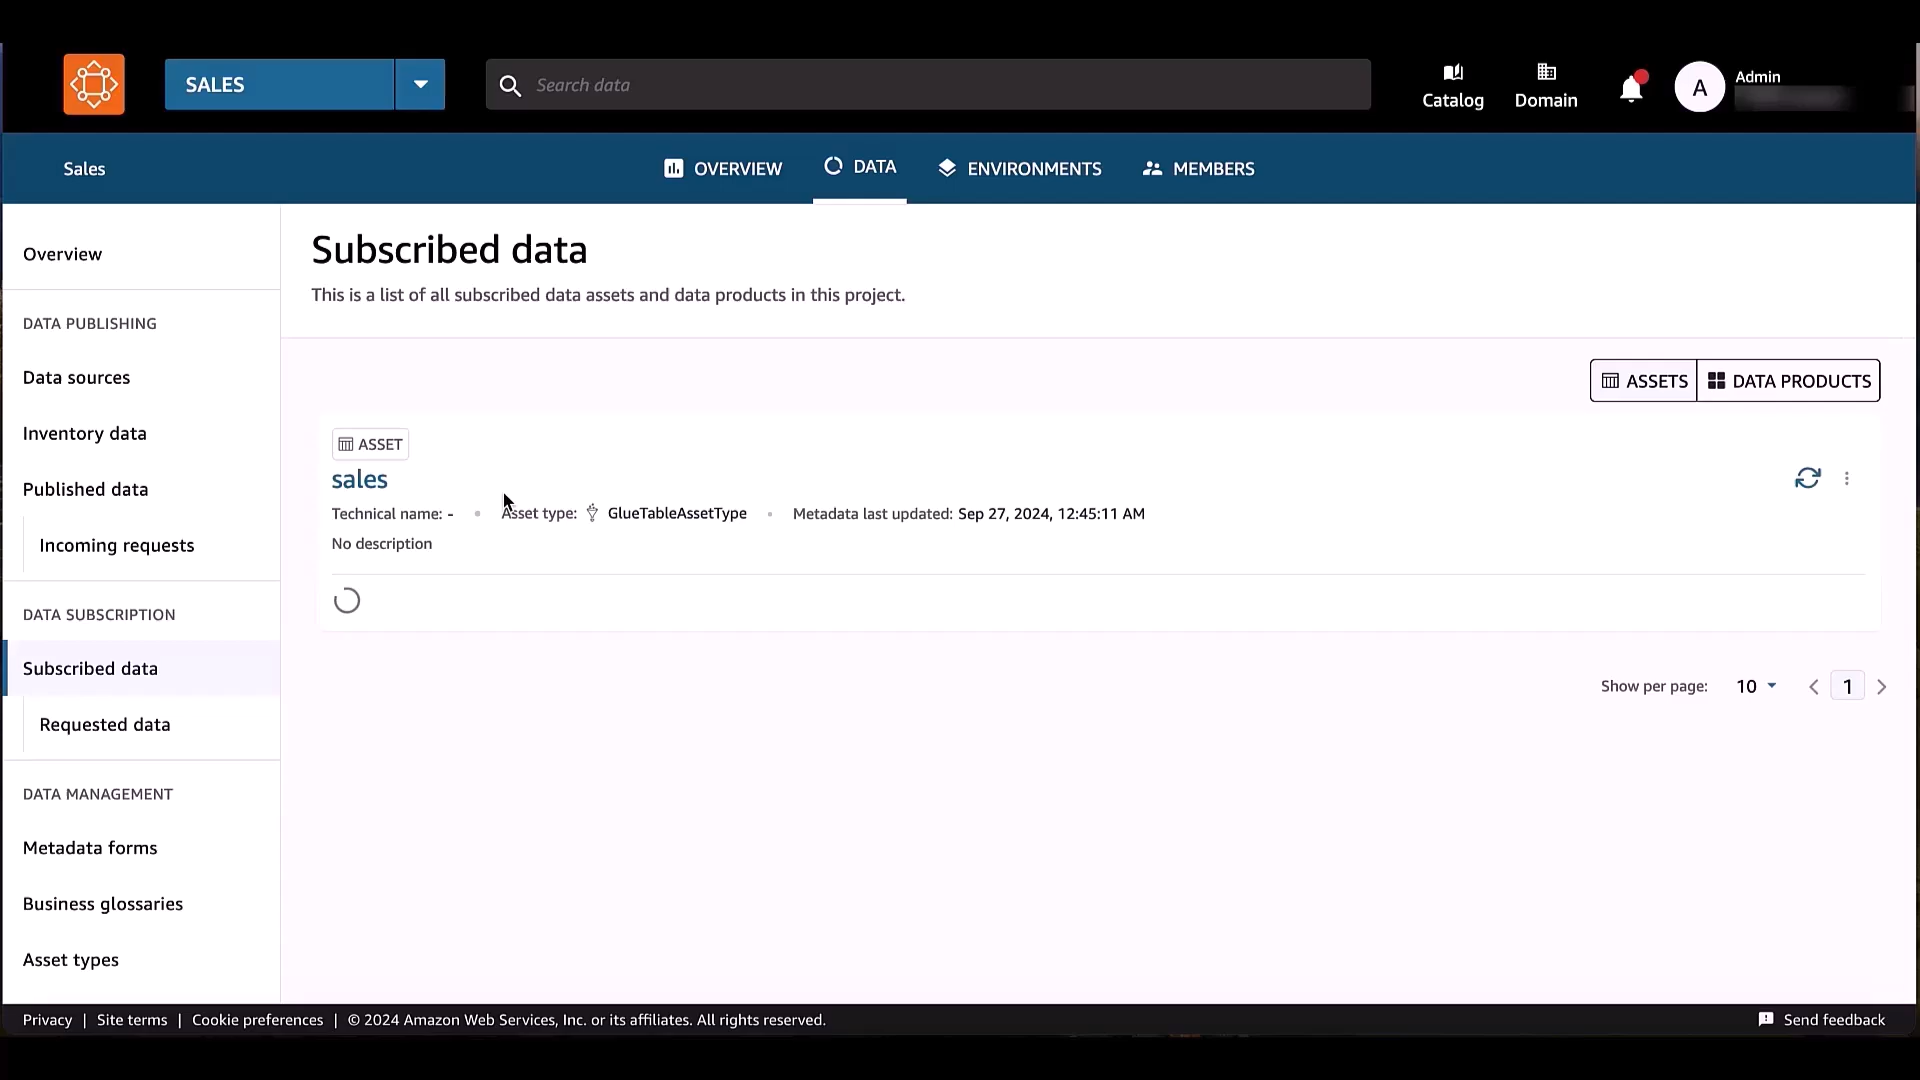 SALES
Search data
Catalog
Domain
A
Admin
Sales
OVERVIEW
DATA
ENVIRONMENTS
MEMBERS
Overview
DATA PUBLISHING
Data sources
Inventory data
Published data
Incoming requests
DATA SUBSCRIPTION
Subscribed data
Requested data
DATA MANAGEMENT
Metadata forms
Business glossaries
Asset types
Subscribed data
This is a list of all subscribed data assets and data products in this project.
ASSETS
DATA PRODUCTS
ASSET
sales
Technical name: - Asset type: GlueTableAssetType Metadata last updated: Sep 27, 2024, 12:45:11 AM
No description
Show per page: 10 1
Privacy | Site terms | Cookie preferences | © 2024 Amazon Web Services, Inc. or its affiliates. All rights reserved.
Send feedback